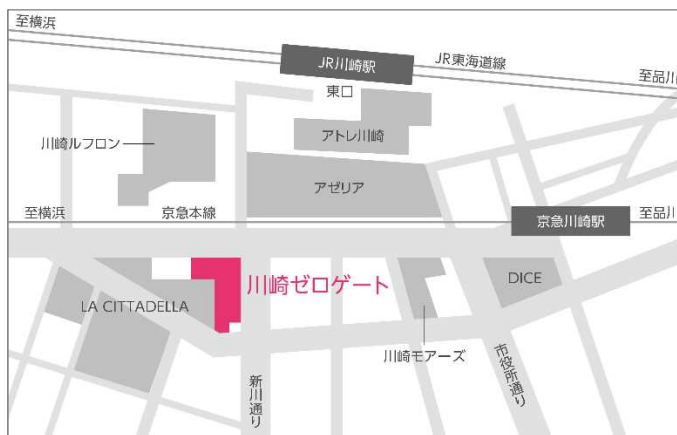 至横浜
JR川崎駅
JR東海道線
至品川
東口
川崎ルフロン
アトレ川崎
アゼリア
至横浜
京急本線
京急川崎駅
至品川
川崎ゼロゲート
DICE
LA CITTADELLA
川崎モアーズ
新川通り
市役所通り